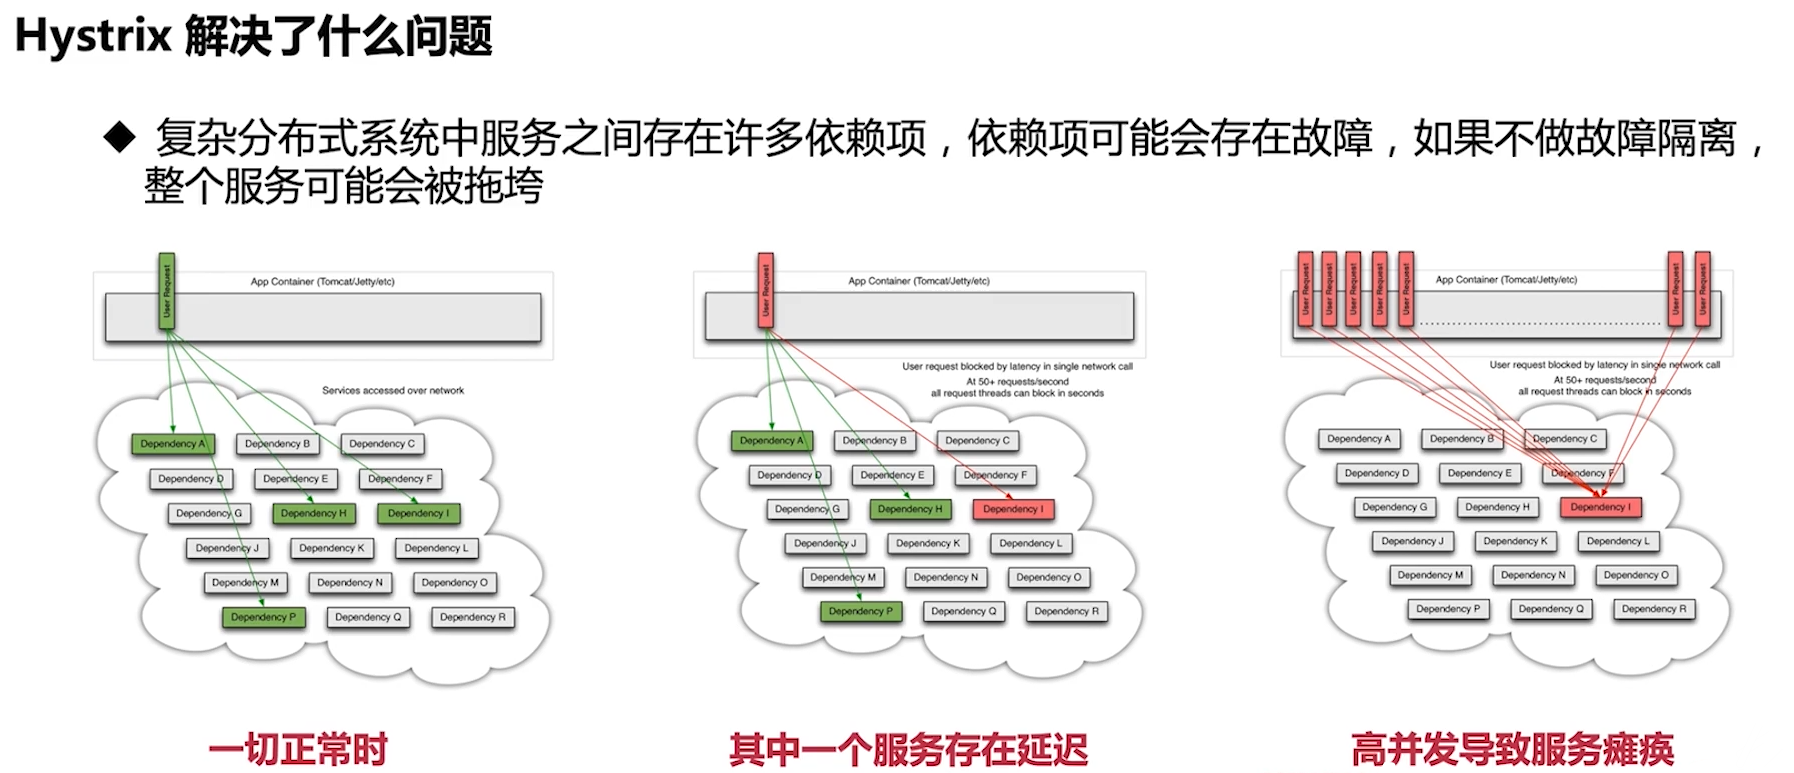 Hystrix 解决了什么问题
◆ 复杂分布式系统中服务之间存在许多依赖项，依赖项可能会存在故障，如果不做故障隔离，
整个服务可能会被拖垮
User Request
App Container (Tomcat/Jetty/etc)
Services accessed over network
Dependency A
Dependency B
Dependency C
Dependency D
Dependency E
Dependency F
Dependency G
Dependency H
Dependency I
Dependency J
Dependency K
Dependency L
Dependency M
Dependency N
Dependency O
Dependency P
Dependency Q
Dependency R
一切正常时
User Request
App Container (Tomcat/Jetty/etc)
User request blocked by latency in single network call
At 50+ requests/second
all request threads can block in seconds
Dependency A
Dependency B
Dependency C
Dependency D
Dependency E
Dependency F
Dependency G
Dependency H
Dependency I
Dependency J
Dependency K
Dependency L
Dependency M
Dependency N
Dependency O
Dependency P
Dependency Q
Dependency R
其中一个服务存在延迟
User Request
User Request
User Request
User Request
User Request
User Request
User Request
App Container (Tomcat/Jetty/etc)
User request blocked by latency in single network call
At 50+ requests/second
all request threads can block in seconds
Dependency A
Dependency B
Dependency C
Dependency D
Dependency E
Dependency F
Dependency G
Dependency H
Dependency I
Dependency J
Dependency K
Dependency L
Dependency M
Dependency N
Dependency O
Dependency P
Dependency Q
Dependency R
高并发导致服务瘫痪